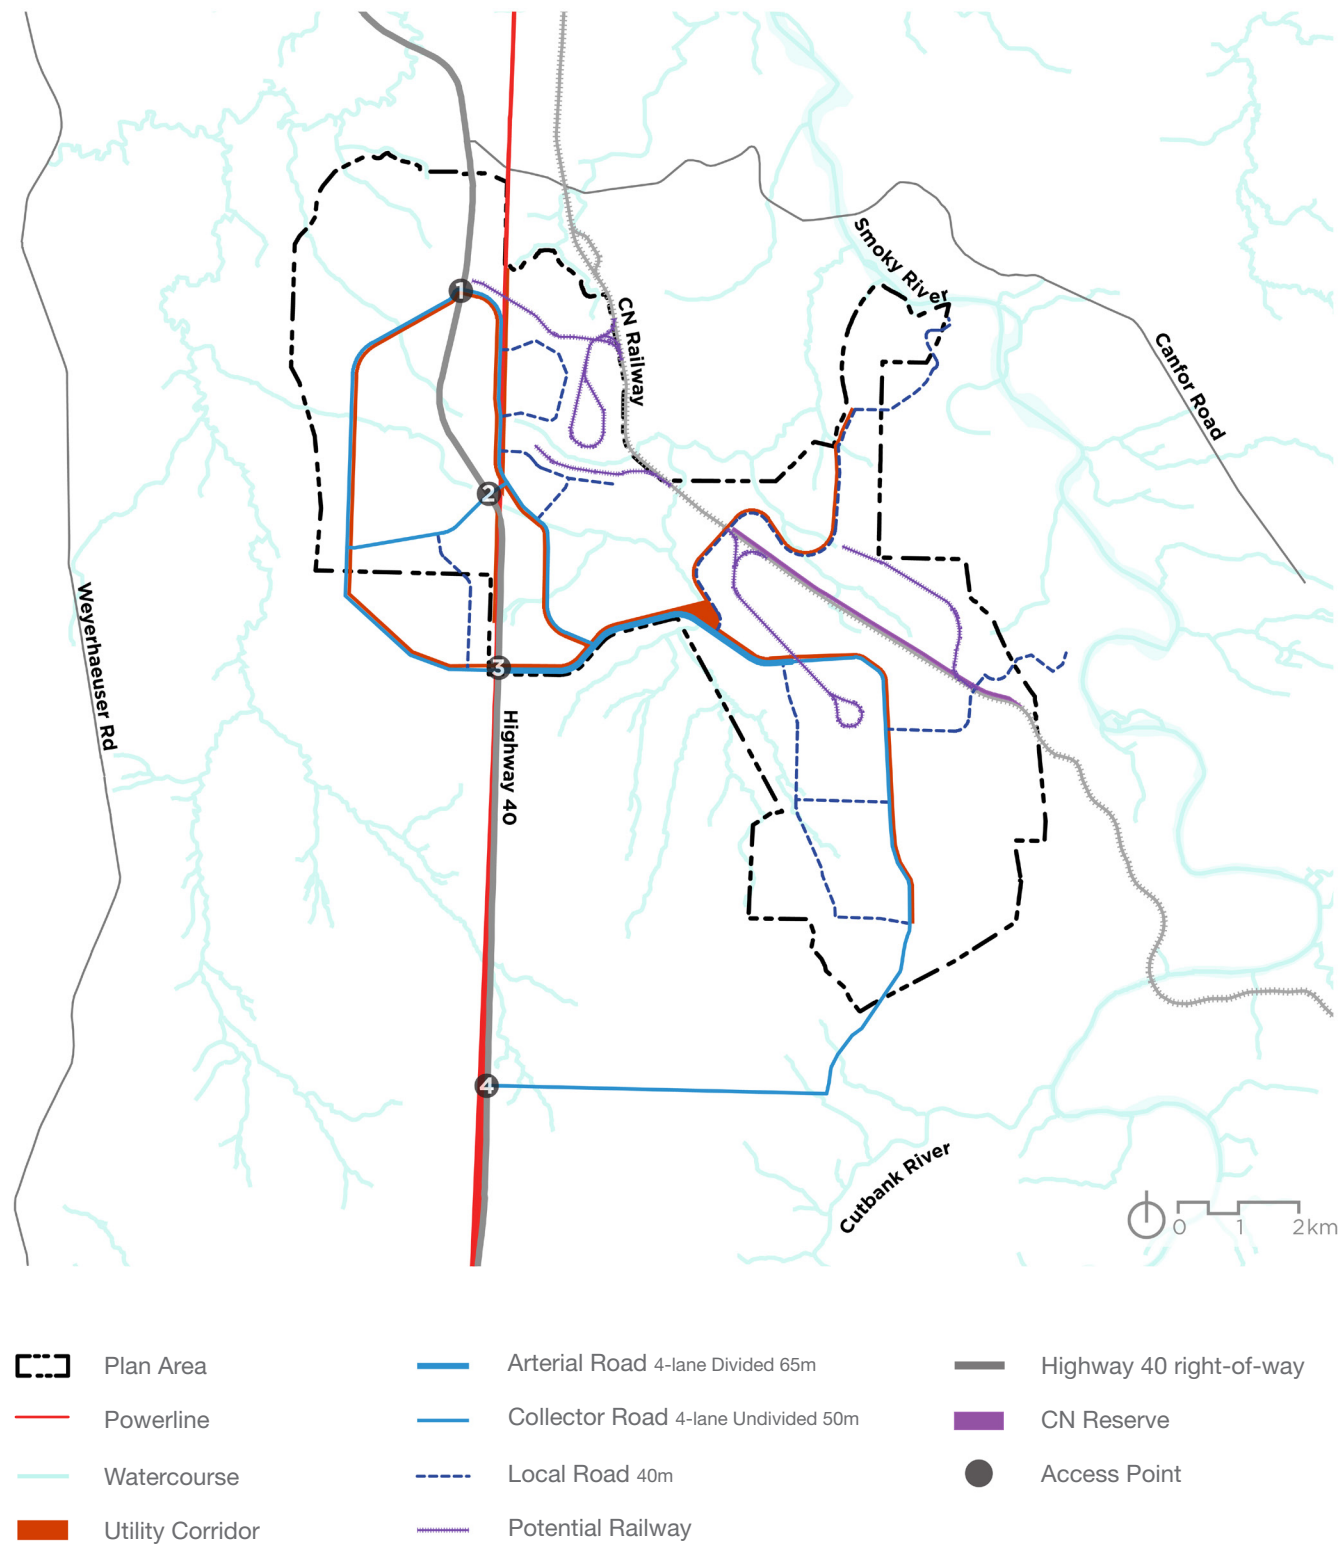 Smoky River
1
CN Railway
Canfor Road
2
Weyerhaeuser Rd
3
Highway 40
4
Cutbank River
0 1 2km
Plan Area
Arterial Road 4-lane Divided 65m
Highway 40 right-of-way
Powerline
Collector Road 4-lane Undivided 50m
CN Reserve
Watercourse
Local Road 40m
Access Point
Utility Corridor
Potential Railway